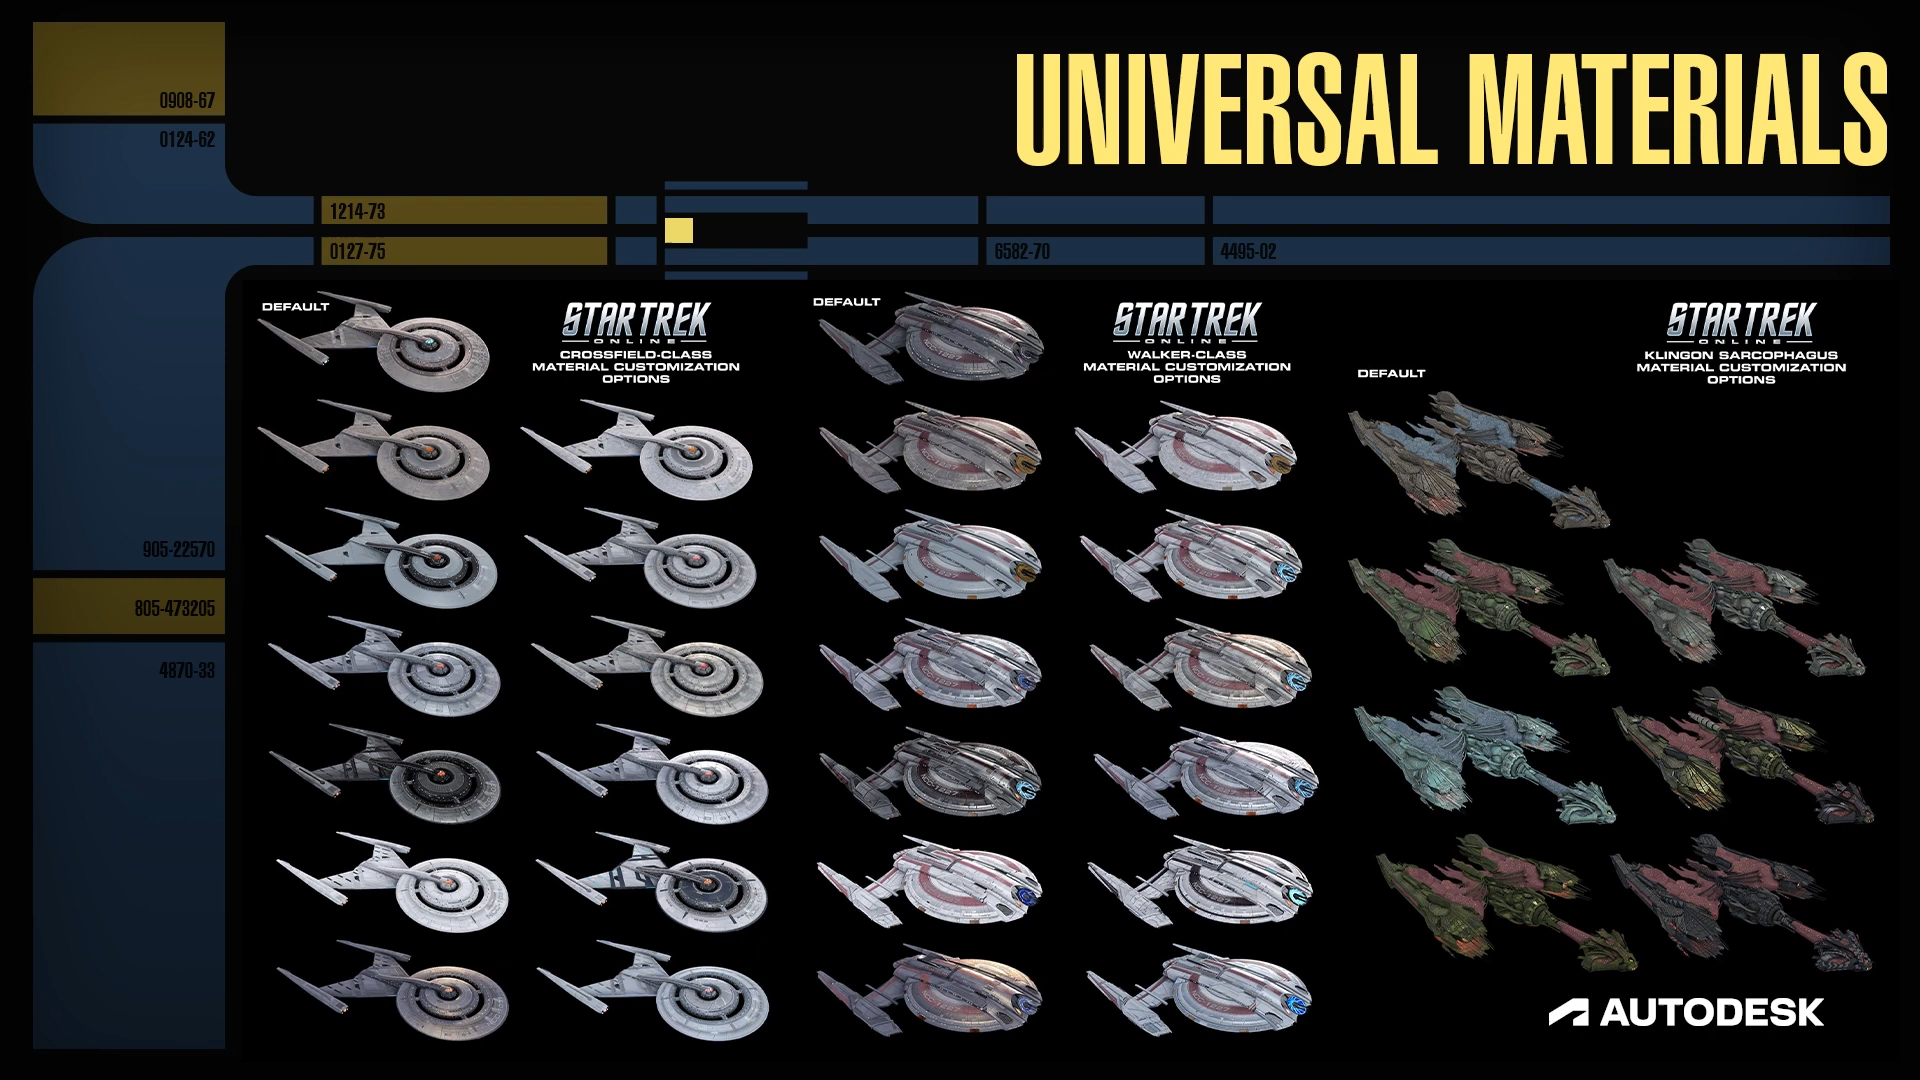 UNIVERSAL MATERIALS
0908-67
0124-62
1214-73
0127-75
6582-70
4495-02
905-22570
805-473205
4870-33
DEFAULT
STAR TREK
ONLINE
CROSSFIELD-CLASS
MATERIAL CUSTOMIZATION
OPTIONS
DEFAULT
STAR TREK
ONLINE
WALKER-CLASS
MATERIAL CUSTOMIZATION
OPTIONS
DEFAULT
STAR TREK
ONLINE
KLINGON SARCOPHAGUS
MATERIAL CUSTOMIZATION
OPTIONS
AUTODESK